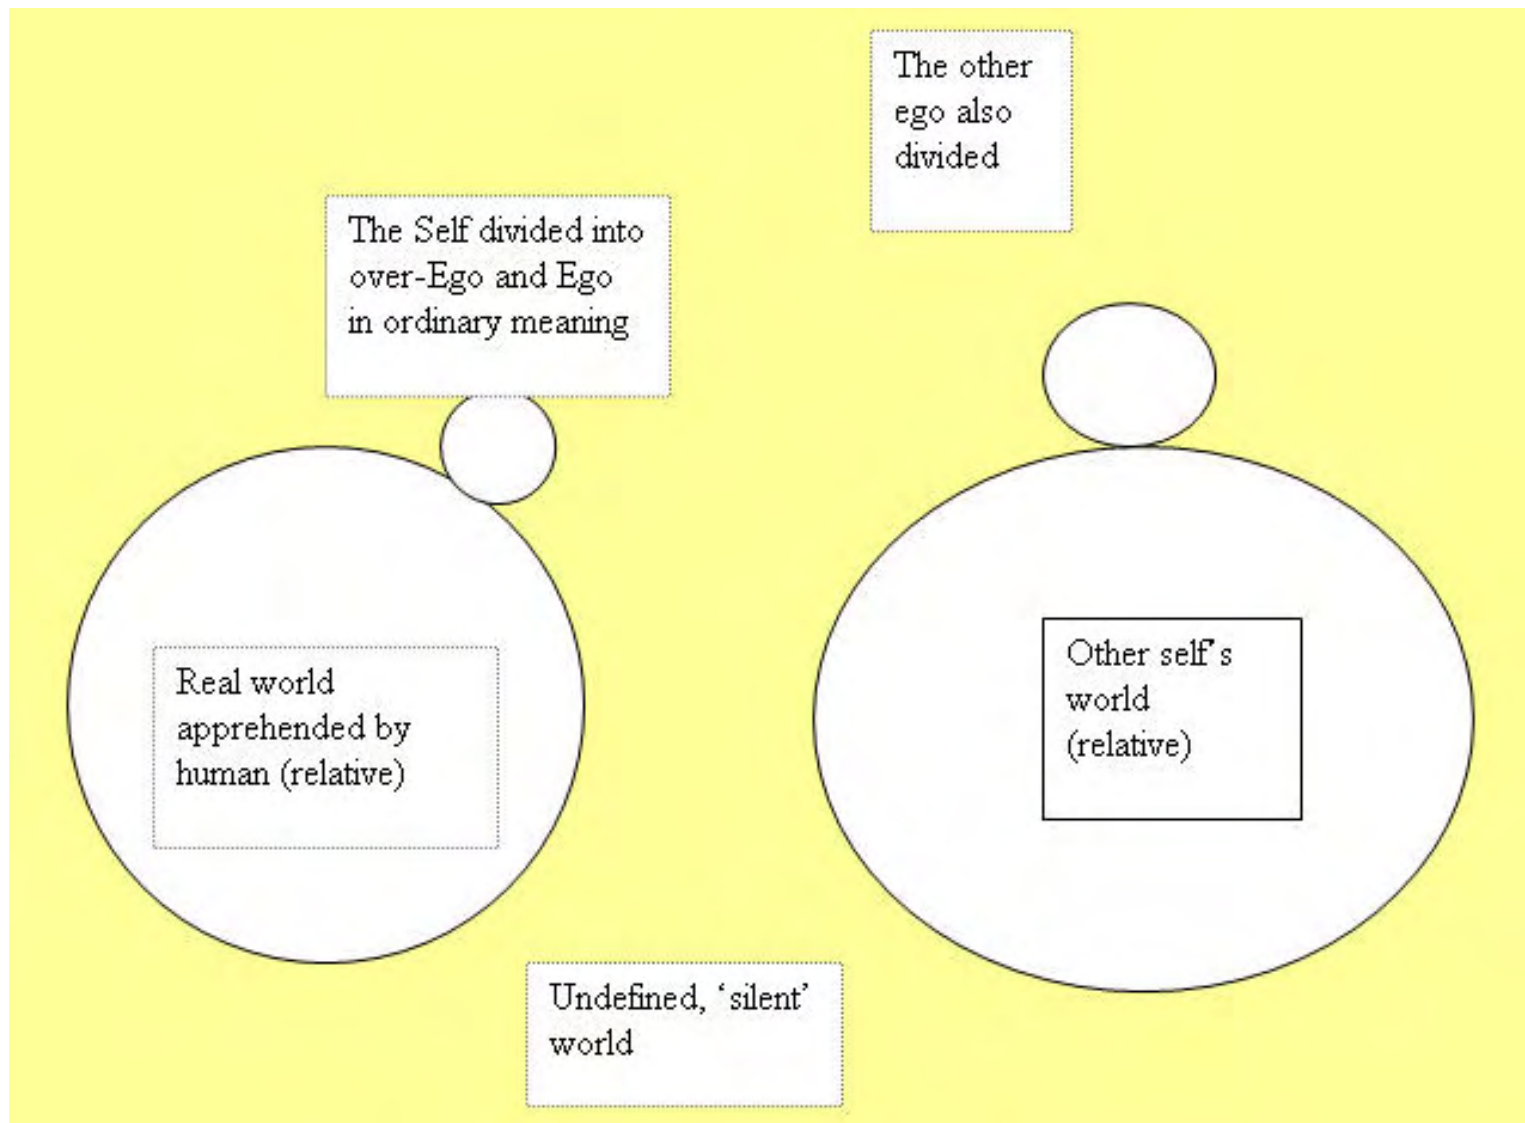 The other
ego also
divided
The Self divided into
over-Ego and Ego
in ordinary meaning
Real world
apprehended by
human (relative)
Other self’s
world
(relative)
Undefined, ‘silent’
world